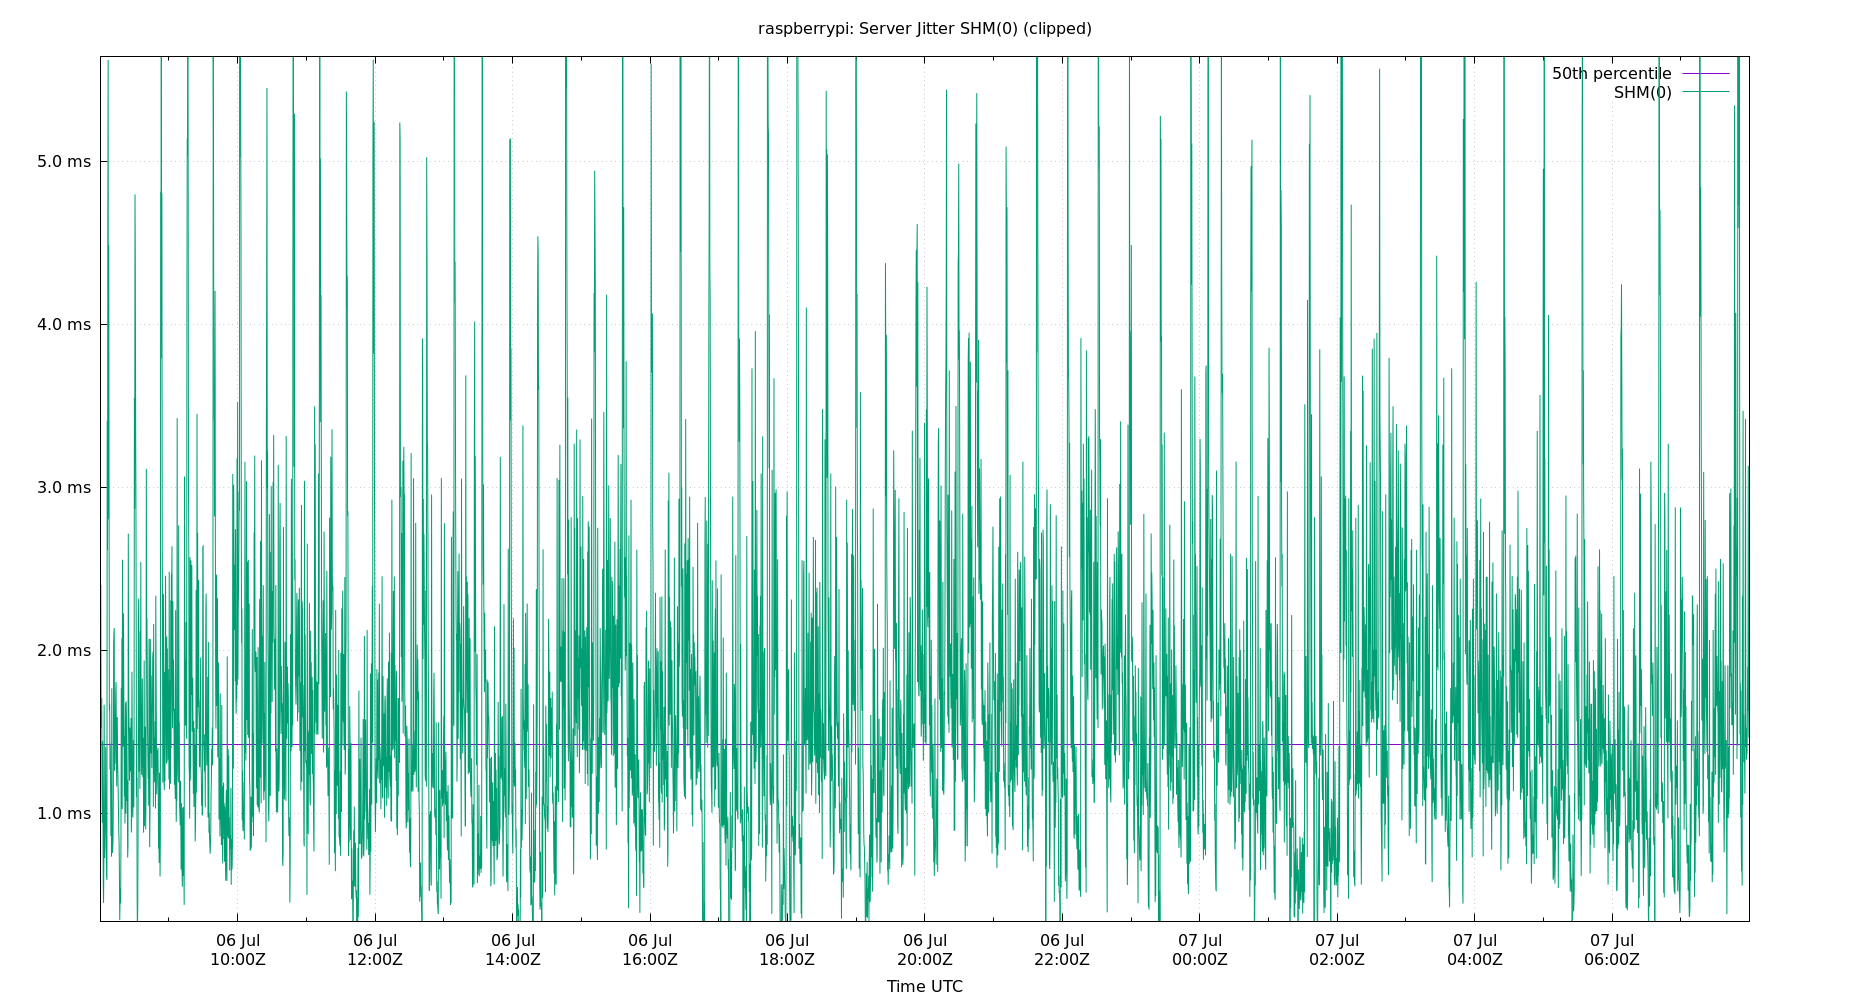 raspberrypi: Server Jitter SHM(0) (clipped)
50th percentile
SHM(0)
5.0 ms
4.0 ms
3.0 ms
2.0 ms
1.0 ms
06 Jul 06 Jul 06 Jul 06 Jul 06 Jul 06 Jul 06 Jul 07 Jul 07 Jul 07 Jul 07 Jul
10:00Z 12:00Z 14:00Z 16:00Z 18:00Z 20:00Z 22:00Z 00:00Z 02:00Z 04:00Z 06:00Z
Time UTC